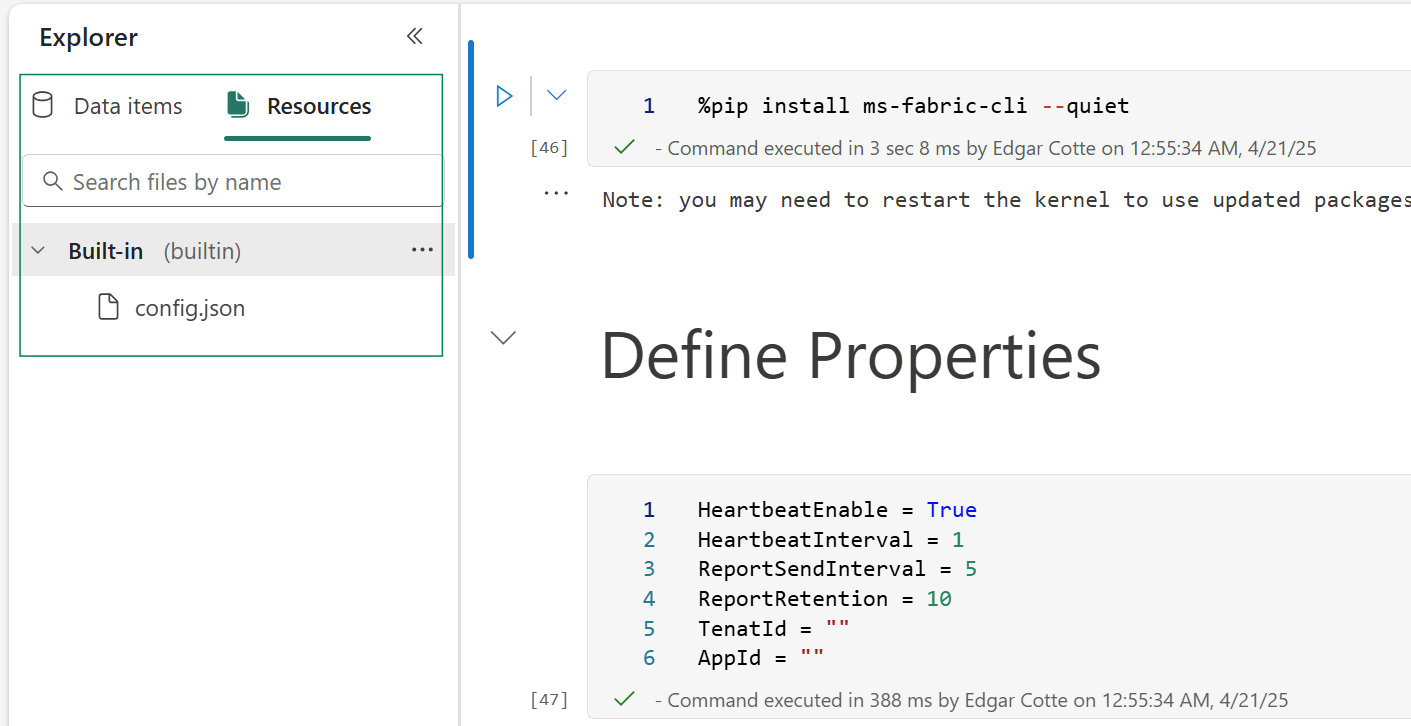 Explorer
Data items Resources
Search files by name
Built-in (builtin)
config.json
1 %pip install ms-fabric-cli --quiet
[46] - Command executed in 3 sec 8 ms by Edgar Cotte on 12:55:34 AM, 4/21/25
Note: you may need to restart the kernel to use updated packages
Define Properties
1 HeartbeatEnable = True
2 HeartbeatInterval = 1
3 ReportSendInterval = 5
4 ReportRetention = 10
5 TenatId = ""
6 AppId = ""
[47] - Command executed in 388 ms by Edgar Cotte on 12:55:34 AM, 4/21/25